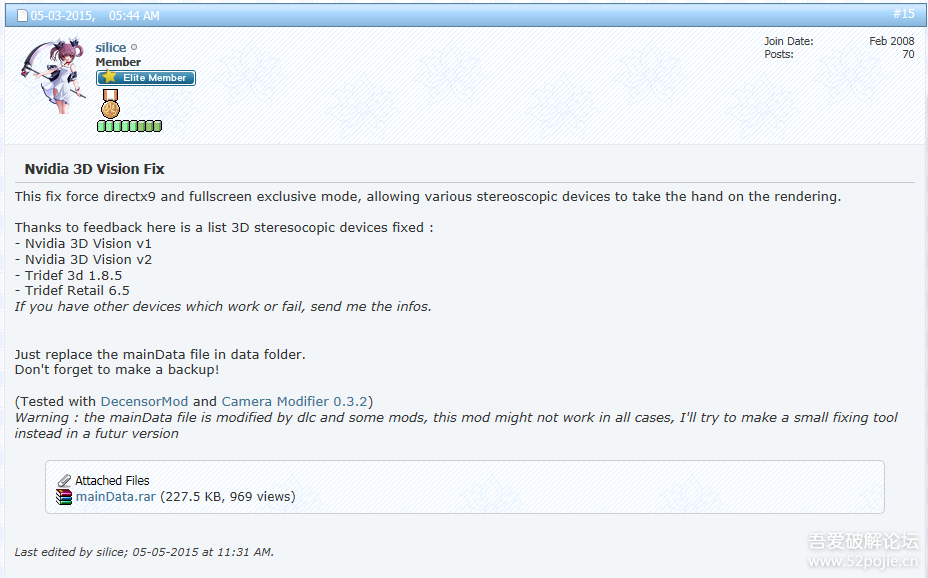 05-03-2015, 05:44 AM #15
silice
Member
Elite Member
Join Date: Feb 2008
Posts: 70
Nvidia 3D Vision Fix
This fix force directx9 and fullscreen exclusive mode, allowing various stereoscopic devices to take the hand on the rendering.
Thanks to feedback here is a list 3D steresocopic devices fixed :
- Nvidia 3D Vision v1
- Nvidia 3D Vision v2
- Tridef 3d 1.8.5
- Tridef Retail 6.5
If you have other devices which work or fail, send me the infos.
Just replace the mainData file in data folder.
Don't forget to make a backup!
(Tested with DecensorMod and Camera Modifier 0.3.2)
Warning : the mainData file is modified by dlc and some mods, this mod might not work in all cases, I'll try to make a small fixing tool
instead in a futur version
Attached Files
mainData.rar (227.5 KB, 969 views)
Last edited by silice; 05-05-2015 at 11:31 AM.
吾爱破解论坛
www.52pojie.cn